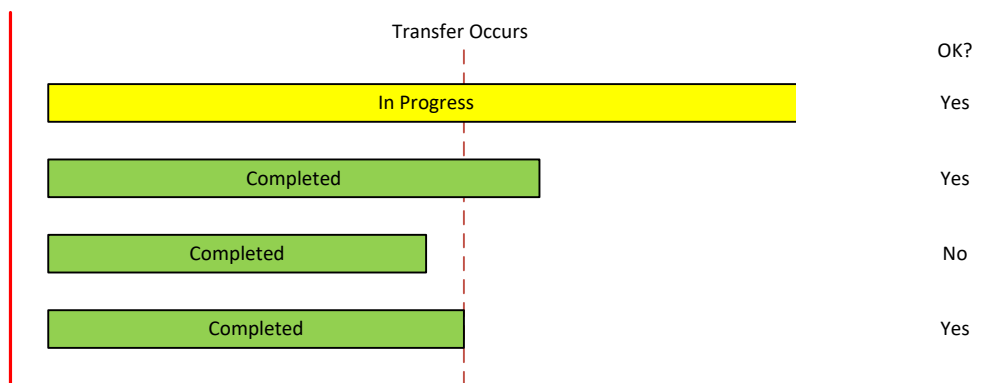 Transfer Occurs
OK?
In Progress
Yes
Completed
Yes
Completed
No
Completed
Yes